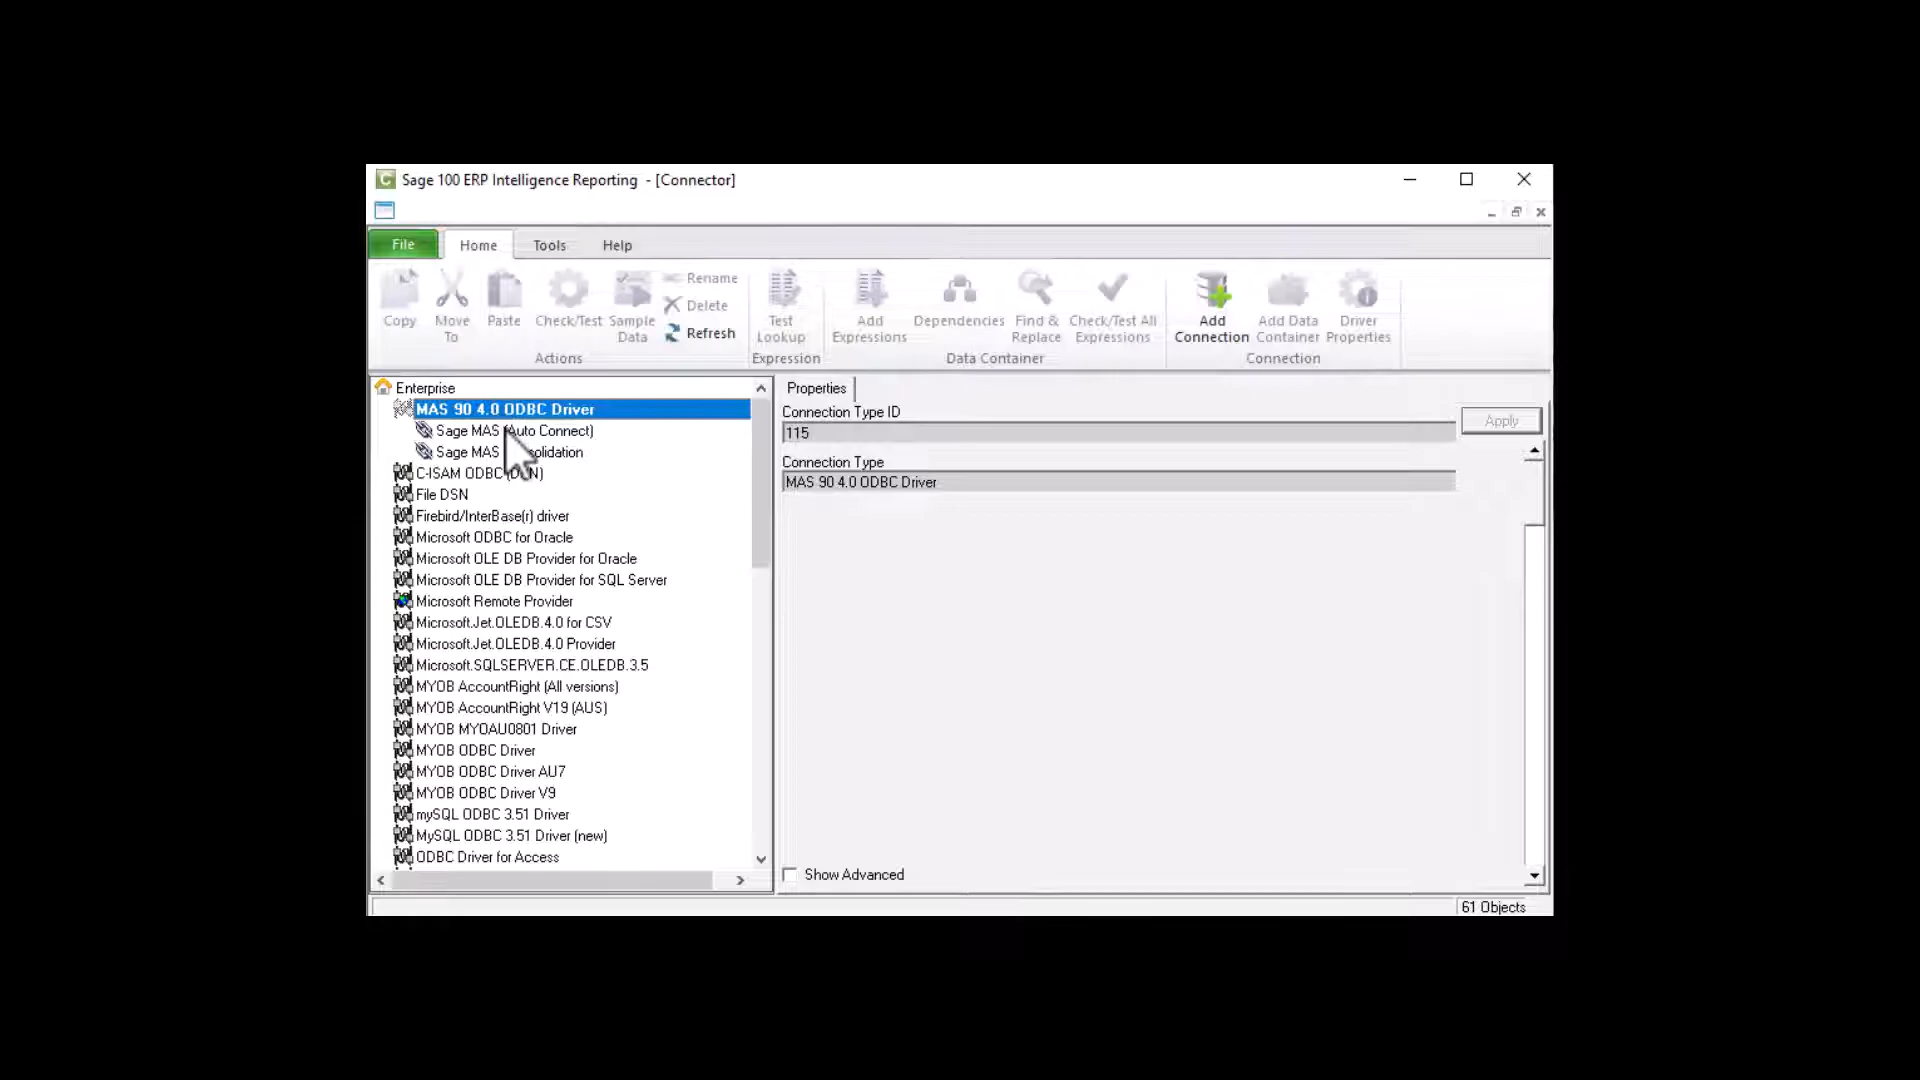 Sage 100 ERP Intelligence Reporting - [Connector]
File Home Tools Help
Copy
Move To
Paste
Check/Test
Sample Data
Rename
Delete
Refresh
Actions
Test Lookup
Expression
Add Expressions
Dependencies
Find & Replace
Check/Test All Expressions
Data Container
Add Connection
Add Data Container
Driver Properties
Connection
Enterprise
MAS 90 4.0 ODBC Driver
Sage MAS (Auto Connect)
Sage MAS
C-ISAM ODBC
File DSN
Firebird/InterBase(r) driver
Microsoft ODBC for Oracle
Microsoft OLE DB Provider for Oracle
Microsoft OLE DB Provider for SQL Server
Microsoft Remote Provider
Microsoft.Jet.OLEDB.4.0 for CSV
Microsoft.Jet.OLEDB.4.0 Provider
Microsoft.SQLSERVER.CE.OLEDB.3.5
MYOB AccountRight (All versions)
MYOB AccountRight V19 (AUS)
MYOB MYOAU0801 Driver
MYOB ODBC Driver
MYOB ODBC Driver AU7
MYOB ODBC Driver V9
mySQL ODBC 3.51 Driver
MySQL ODBC 3.51 Driver (new)
ODBC Driver for Access
Properties
Connection Type ID
115
Apply
Connection Type
MAS 90 4.0 ODBC Driver
Show Advanced
61 Objects